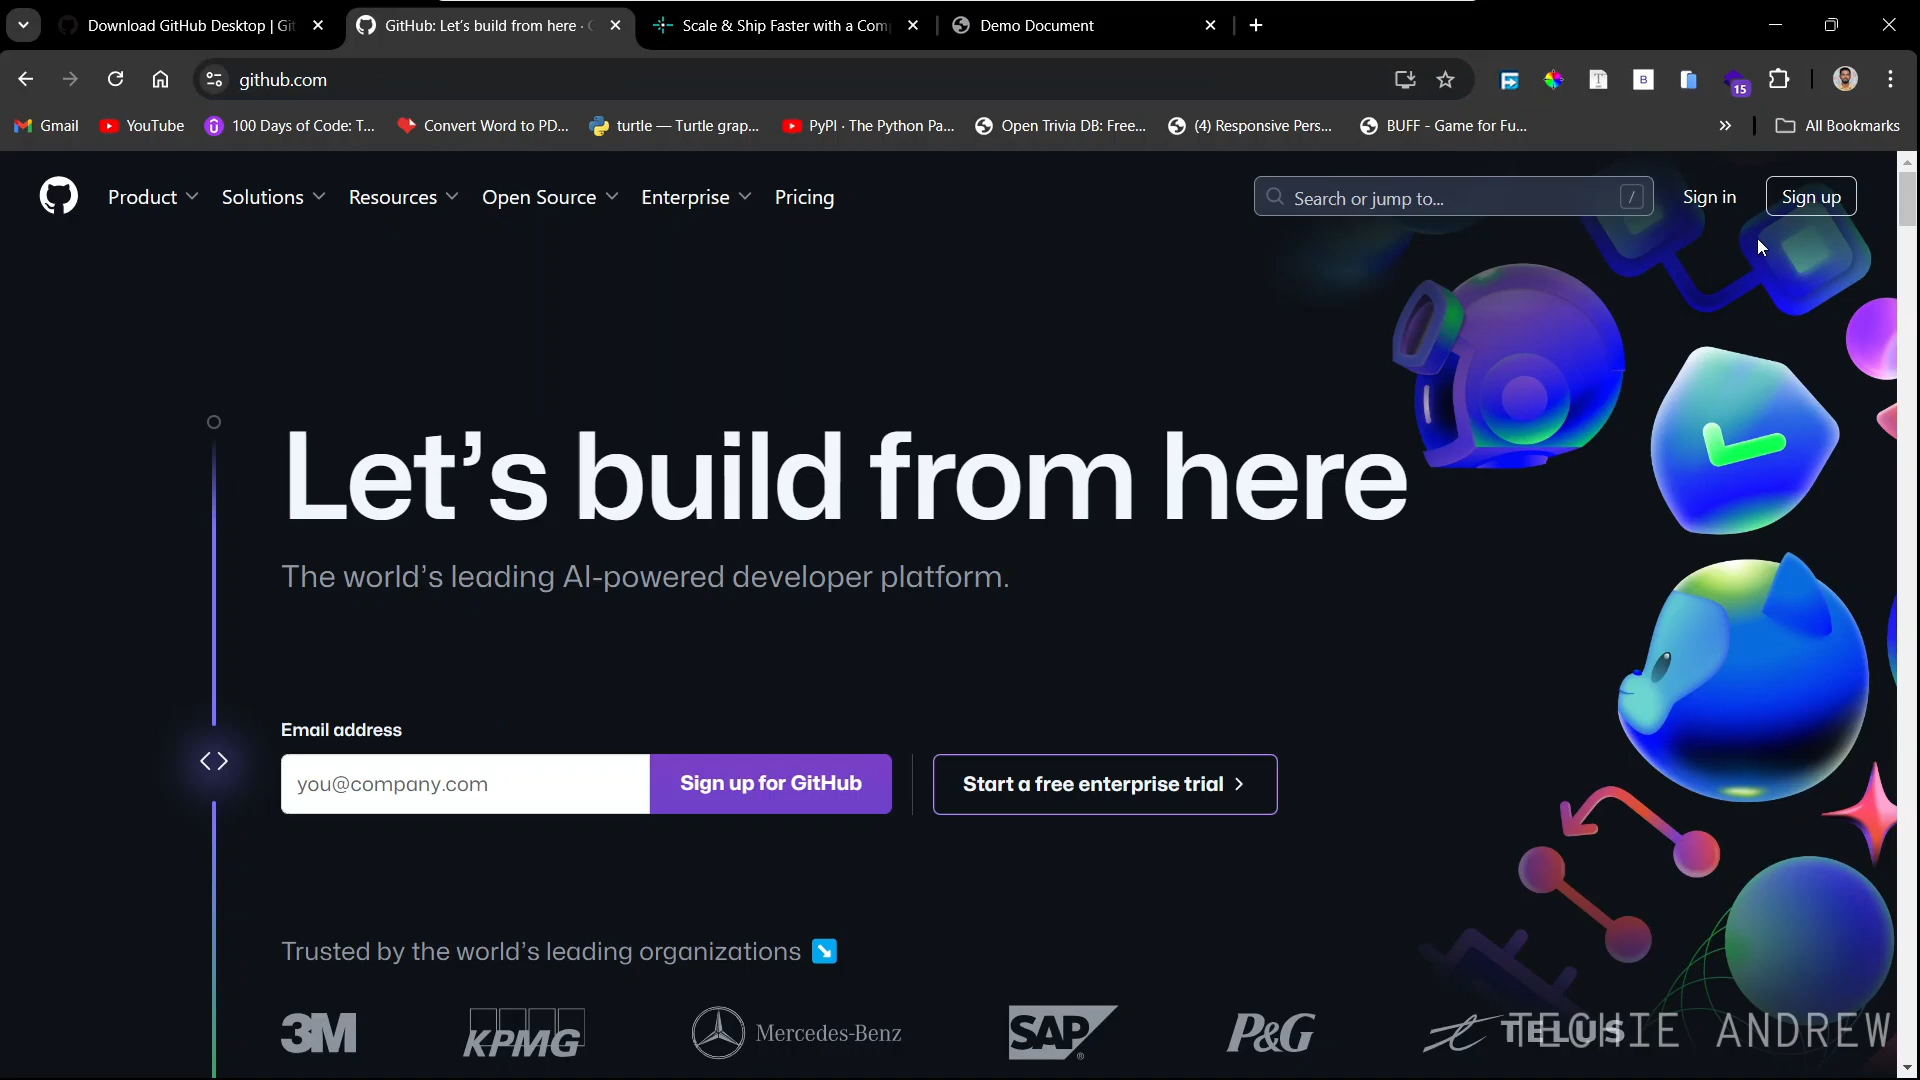 Download GitHub Desktop | Git
GitHub: Let's build from here ·
Scale & Ship Faster with a Com
Demo Document
github.com
15
Gmail
YouTube
100 Days of Code: T...
Convert Word to PD...
turtle — Turtle grap...
PyPI · The Python Pa...
Open Trivia DB: Free...
(4) Responsive Pers...
BUFF - Game for Fu...
All Bookmarks
Product
Solutions
Resources
Open Source
Enterprise
Pricing
Search or jump to...
/
Sign in
Sign up
Let's build from here
The world's leading AI-powered developer platform.
Email address
you@company.com
Sign up for GitHub
Start a free enterprise trial
Trusted by the world's leading organizations
3M
KPMG
Mercedes-Benz
SAP
P&G
TELUS
TECHIE ANDREW